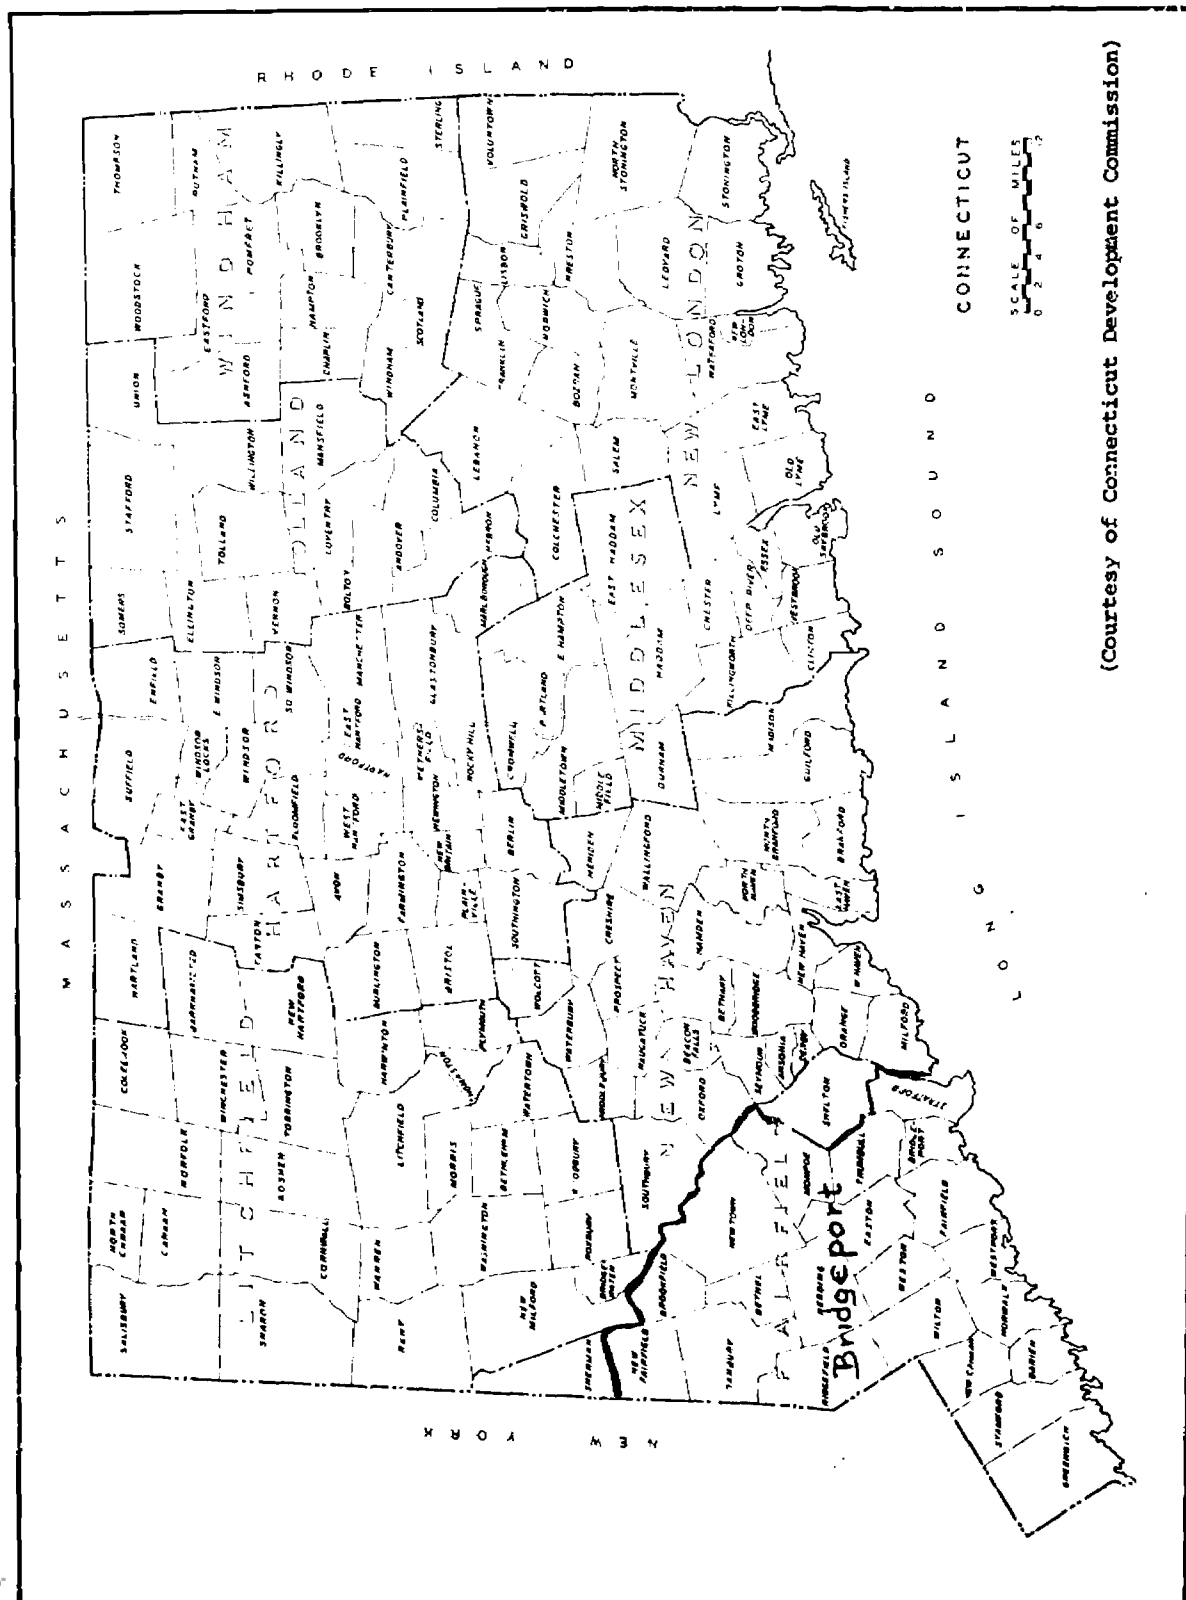 RHODE ISLAND
MASSACHUSETTS
NEW YORK
LONG ISLAND SOUND
CONNECTICUT
SCALE OF MILES
0 2 4 6 12
(Courtesy of Connecticut Development Commission)
LITCHFIELD
HARTFORD
TOLLAND
WINDHAM
NEW HAVEN
MIDDLESEX
NEW LONDON
FAIRFIELD
Bridgeport
SALISBURY
NORTH CANAAN
CANAAN
NORFOLK
COLEBROOK
HARTLAND
GRANBY
SUFFIELD
ENFIELD
SOMERS
STAFFORD
UNION
WOODSTOCK
THOMPSON
SHARON
CORNWALL
GOSHEN
TORRINGTON
WINCHESTER
BARKHAMSTED
NEW HARTFORD
CANTON
SIMSBURY
EAST GRANBY
WINDSOR LOCKS
WINDSOR
E WINDSOR
SO WINDSOR
BLOOMFIELD
ELLINGTON
VERNON
TOLLAND
WILLINGTON
ASHFORD
EASTFORD
POMFRET
PUTNAM
KILLINGLY
KENT
WARREN
LITCHFIELD
HARWINTON
BURLINGTON
AVON
FARMINGTON
WEST HARTFORD
HARTFORD
EAST HARTFORD
MANCHESTER
BOLTON
COVENTRY
MANSFIELD
CHAPLIN
HAMPTON
BROOKLYN
WINDHAM
SCOTLAND
CANTERBURY
PLAINFIELD
STERLING
NEW MILFORD
WASHINGTON
MORRIS
BETHLEHEM
THOMASTON
WATERTOWN
PLYMOUTH
BRISTOL
PLAINVILLE
NEW BRITAIN
NEWINGTON
WETHERSFIELD
ROCKY HILL
GLASTONBURY
MARLBOROUGH
HEBRON
ANDOVER
COLUMBIA
LEBANON
FRANKLIN
SPRAGUE
LISBON
NORWICH
GRISWOLD
VOLUNTOWN
SHERMAN
BRIDGEWATER
ROXBURY
WOODBURY
MIDDLEBURY
WATERBURY
WOLCOTT
SOUTHINGTON
BERLIN
CROMWELL
MIDDLETOWN
MIDDLEFIELD
PORTLAND
E HAMPTON
EAST HADDAM
HADDAM
COLCHESTER
SALEM
BOZRAH
MONTVILLE
PRESTON
LEDYARD
NORTH STONINGTON
STONINGTON
GROTON
NEW LONDON
WATERFORD
EAST LYME
OLD LYME
LYME
NEW FAIRFIELD
BROOKFIELD
SOUTHBURY
NAUGATUCK
PROSPECT
CHESHIRE
MERIDEN
WALLINGFORD
DURHAM
CHESTER
DEEP RIVER
ESSEX
OLD SAYBROOK
WESTBROOK
CLINTON
KILLINGWORTH
MADISON
GUILFORD
NORTH BRANFORD
BRANFORD
EAST HAVEN
NORTH HAVEN
HAMDEN
NEW HAVEN
W HAVEN
DANBURY
BETHEL
NEWTOWN
OXFORD
BEACON FALLS
BETHANY
WOODBRIDGE
SEYMOUR
ANSONIA
DERBY
ORANGE
MILFORD
RIDGEFIELD
REDDING
MONROE
SHELTON
TRUMBULL
BRIDGEPORT
STRATFORD
EASTON
FAIRFIELD
WESTON
WESTPORT
WILTON
NORWALK
NEW CANAAN
DARIEN
STAMFORD
GREENWICH
FISHERS ISLAND